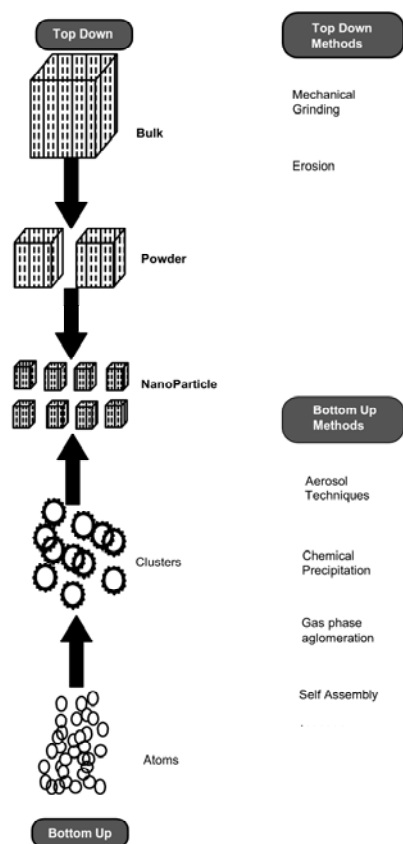 Top Down
Bulk
Powder
NanoParticle
Clusters
Atoms
Bottom Up
Top Down
Methods
Mechanical
Grinding
Erosion
Bottom Up
Methods
Aerosol
Techniques
Chemical
Precipitation
Gas phase
aglomeration
Self Assembly